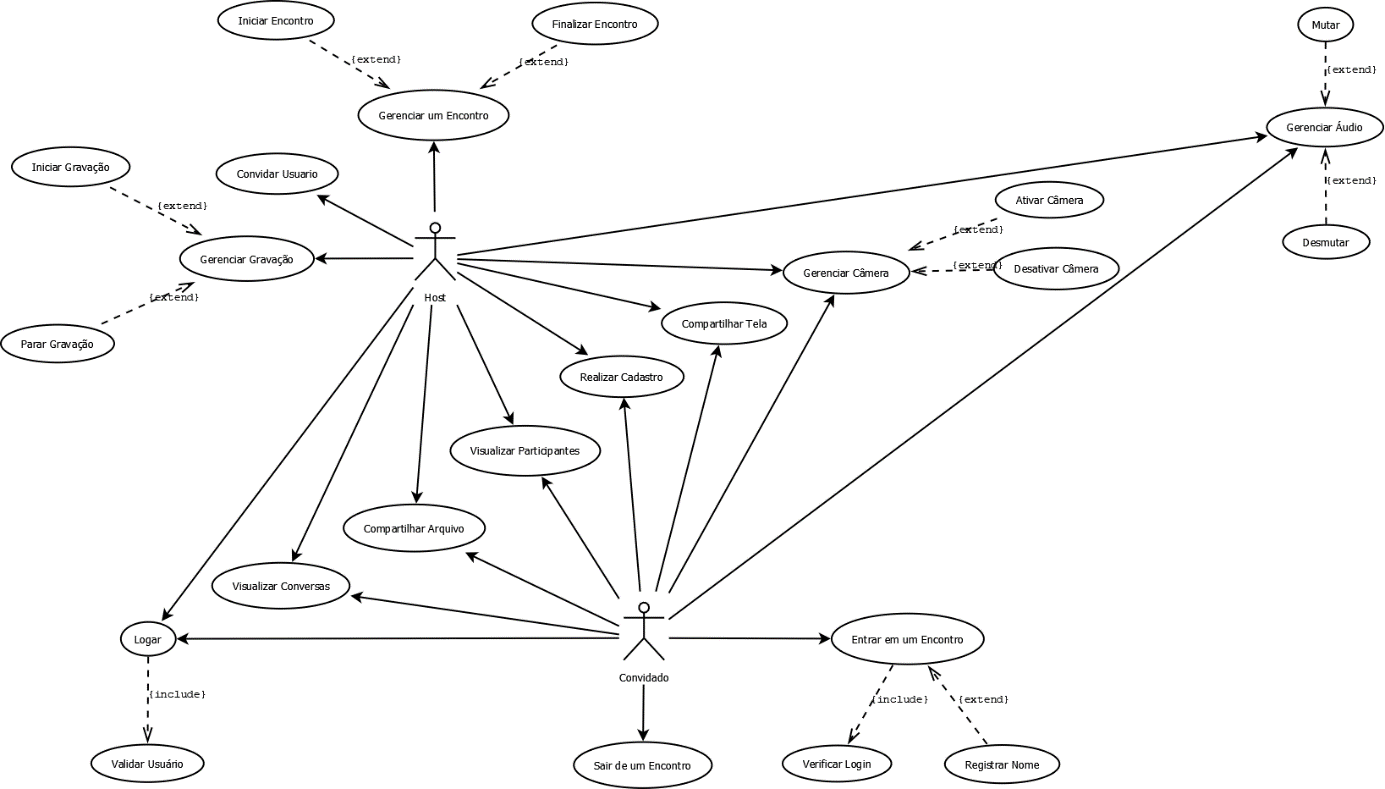 Iniciar Encontro
Finalizar Encontro
Mutar
{extend}
{extend}
{extend}
Gerenciar um Encontro
Gerenciar Áudio
Iniciar Gravação
Convidar Usuario
{extend}
Ativar Câmera
{extend}
{extend}
Desmutar
Gerenciar Gravação
Gerenciar Câmera
{extend}
Desativar Câmera
{extend}
Host
Compartilhar Tela
Parar Gravação
Realizar Cadastro
Visualizar Participantes
Compartilhar Arquivo
Visualizar Conversas
Logar
Entrar em um Encontro
Convidado
{include}
{include}
{extend}
Validar Usuário
Sair de um Encontro
Verificar Login
Registrar Nome